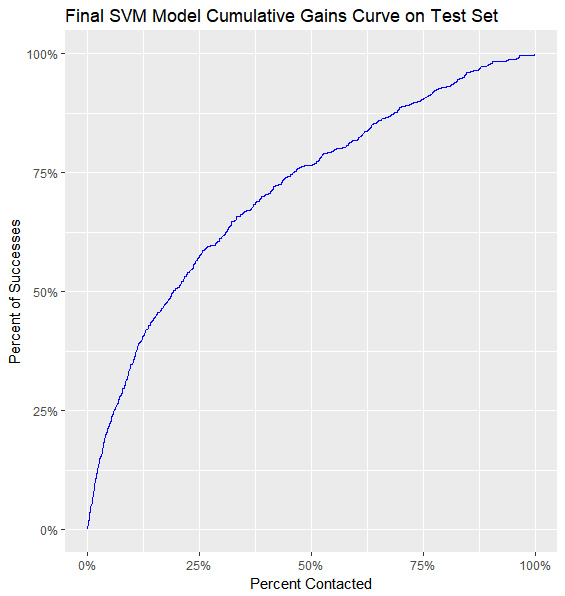 Final SVM Model Cumulative Gains Curve on Test Set
100%
75%
50%
25%
0%
Percent of Successes
0% 25% 50% 75% 100%
Percent Contacted